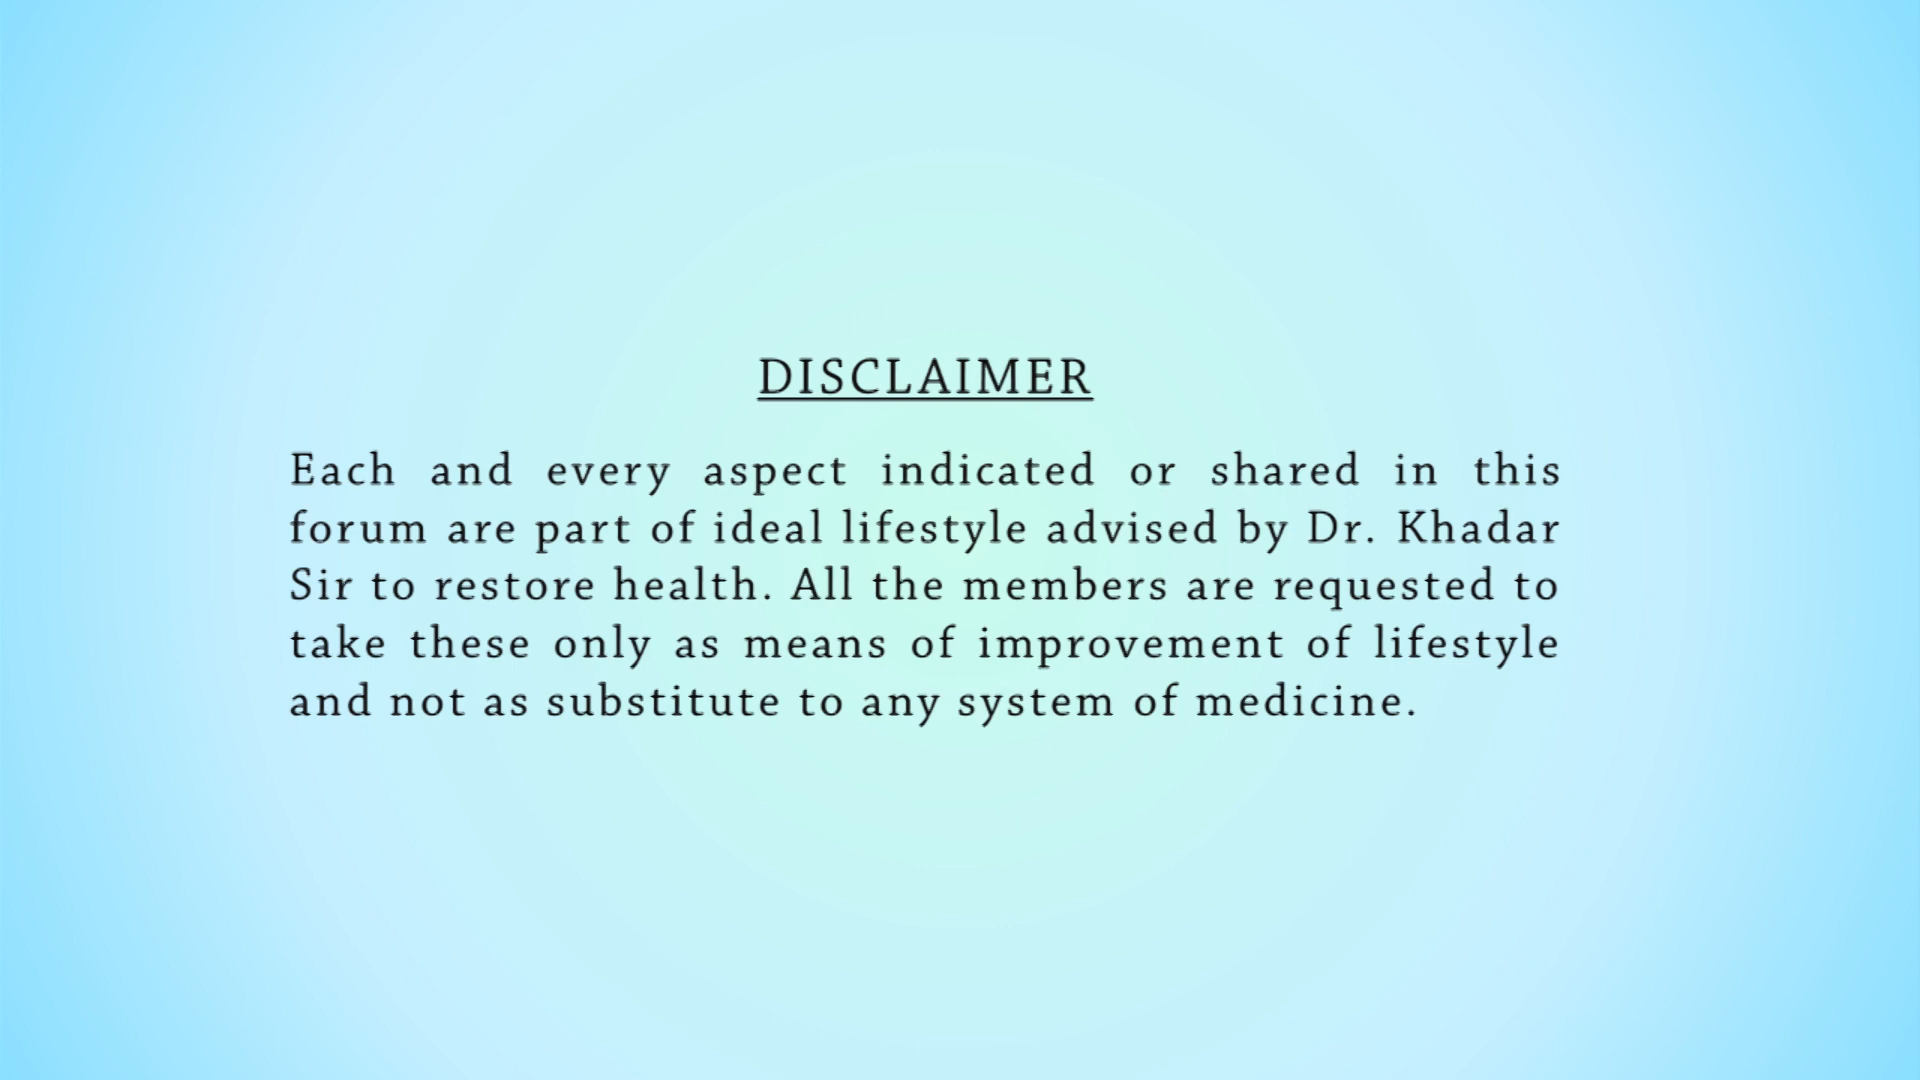 DISCLAIMER
Each and every aspect indicated or shared in this
forum are part of ideal lifestyle advised by Dr. Khadar
Sir to restore health. All the members are requested to
take these only as means of improvement of lifestyle
and not as substitute to any system of medicine.